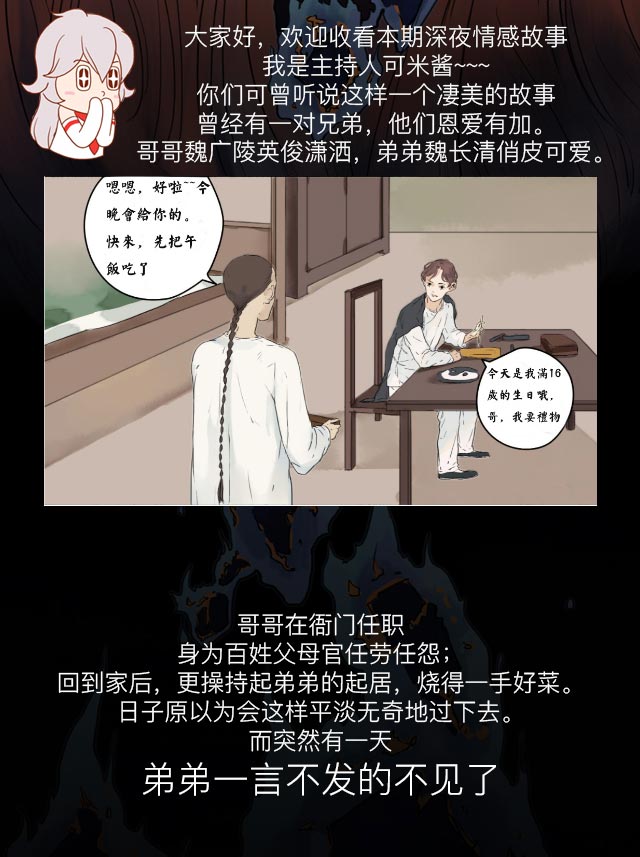 大家好，欢迎收看本期深夜情感故事
我是主持人可米酱~~~
你们可曾听说这样一个凄美的故事
曾经有一对兄弟，他们恩爱有加。
哥哥魏广陵英俊潇洒，弟弟魏长清俏皮可爱。
嗯嗯，好啦~~今
晚會给你的。
快來，先把午
飯吃了
今天是我滿16
歲的生日哦，
哥，我要禮物
哥哥在衙门任职
身为百姓父母官任劳任怨；
回到家后，更操持起弟弟的起居，烧得一手好菜。
日子原以为会这样平淡无奇地过下去。
而突然有一天
弟弟一言不发的不见了